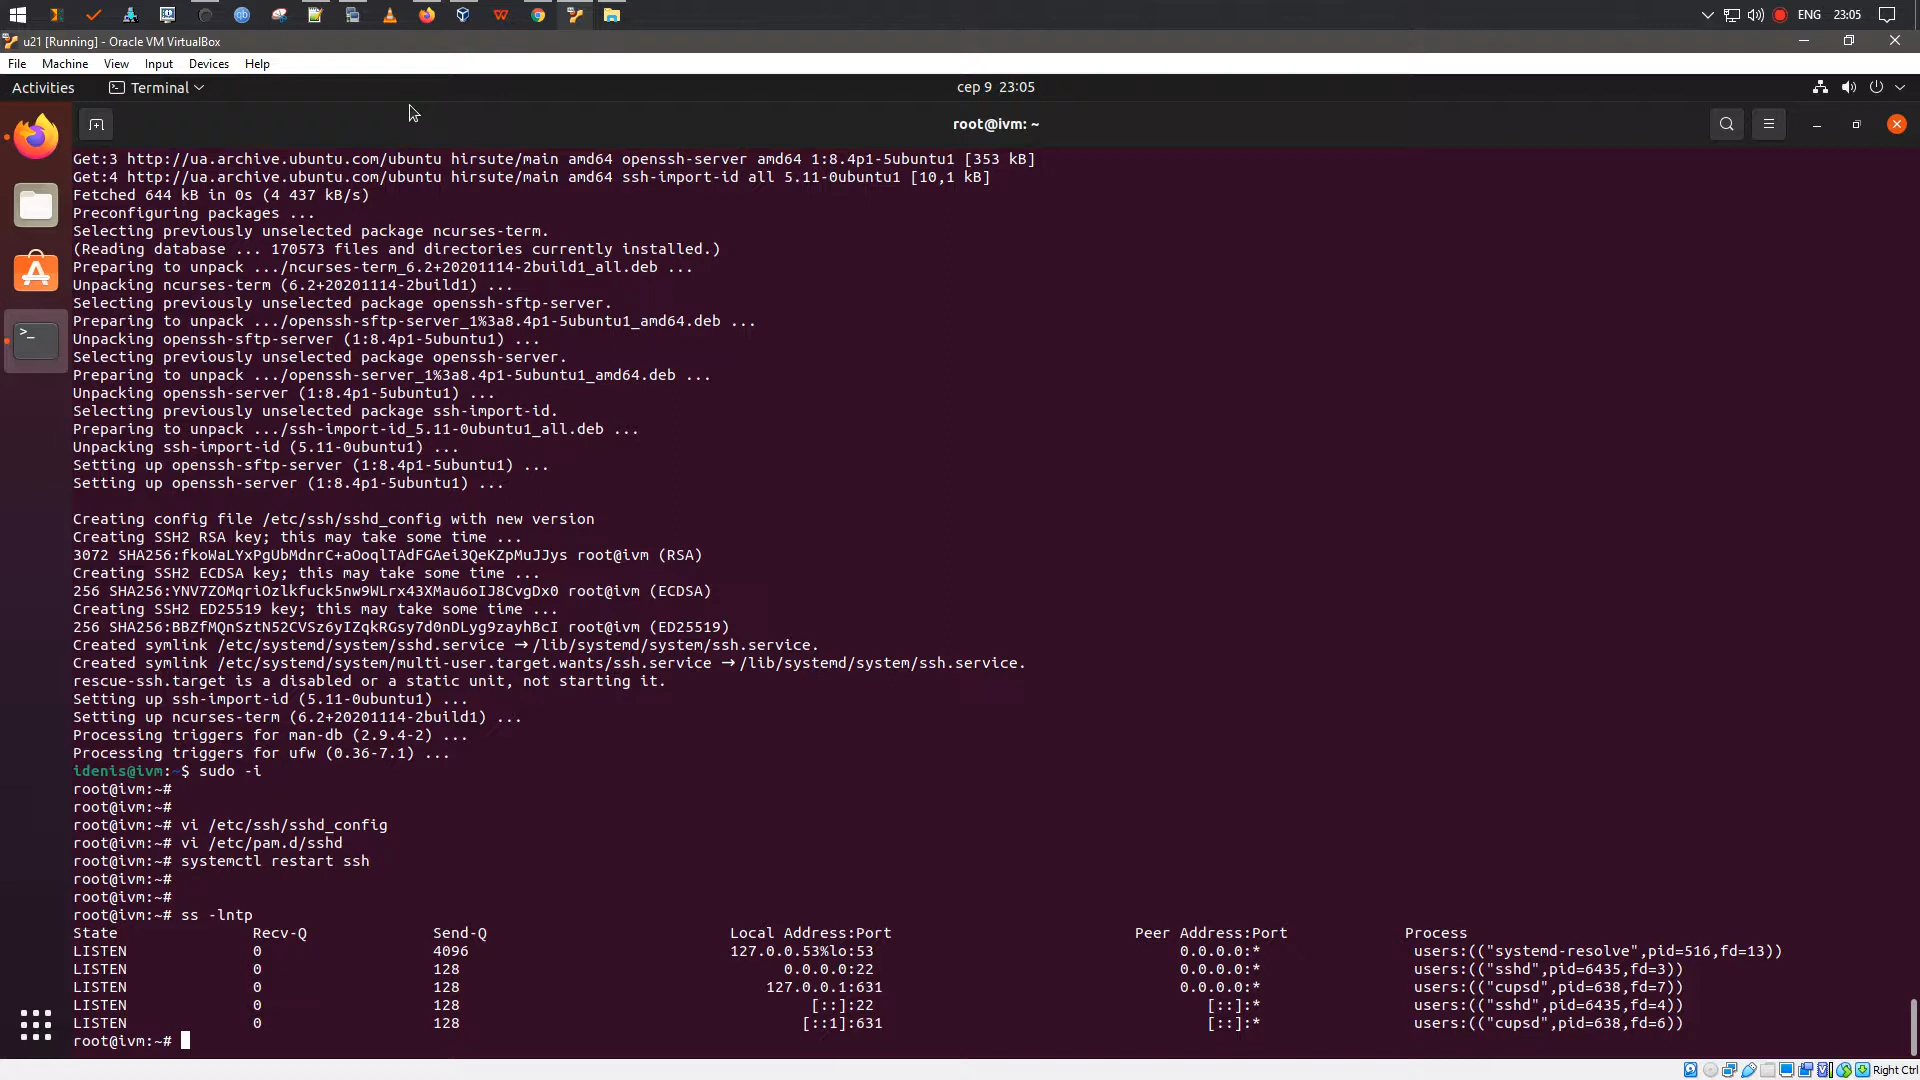 ENG 23:05
u21 [Running] - Oracle VM VirtualBox
File Machine View Input Devices Help
Activities Terminal сер 9 23:05
root@ivm: ~
Get:3 http://ua.archive.ubuntu.com/ubuntu hirsute/main amd64 openssh-server amd64 1:8.4p1-5ubuntu1 [353 kB]
Get:4 http://ua.archive.ubuntu.com/ubuntu hirsute/main amd64 ssh-import-id all 5.11-0ubuntu1 [10,1 kB]
Fetched 644 kB in 0s (4 437 kB/s)
Preconfiguring packages ...
Selecting previously unselected package ncurses-term.
(Reading database ... 170573 files and directories currently installed.)
Preparing to unpack .../ncurses-term_6.2+20201114-2build1_all.deb ...
Unpacking ncurses-term (6.2+20201114-2build1) ...
Selecting previously unselected package openssh-sftp-server.
Preparing to unpack .../openssh-sftp-server_1%3a8.4p1-5ubuntu1_amd64.deb ...
Unpacking openssh-sftp-server (1:8.4p1-5ubuntu1) ...
Selecting previously unselected package openssh-server.
Preparing to unpack .../openssh-server_1%3a8.4p1-5ubuntu1_amd64.deb ...
Unpacking openssh-server (1:8.4p1-5ubuntu1) ...
Selecting previously unselected package ssh-import-id.
Preparing to unpack .../ssh-import-id_5.11-0ubuntu1_all.deb ...
Unpacking ssh-import-id (5.11-0ubuntu1) ...
Setting up openssh-sftp-server (1:8.4p1-5ubuntu1) ...
Setting up openssh-server (1:8.4p1-5ubuntu1) ...
Creating config file /etc/ssh/sshd_config with new version
Creating SSH2 RSA key; this may take some time ...
3072 SHA256:fkoWaLYxPgUbMdnrC+aOoqlTAdFGAei3QeKZpMuJJys root@ivm (RSA)
Creating SSH2 ECDSA key; this may take some time ...
256 SHA256:YNV7ZOMqriOzlkfuck5nw9WLrx43XMau6oIJ8CvgDx0 root@ivm (ECDSA)
Creating SSH2 ED25519 key; this may take some time ...
256 SHA256:BBZfMQnSztN52CVSz6yIZqkRGsy7d0nDLyg9zayhBcI root@ivm (ED25519)
Created symlink /etc/systemd/system/sshd.service → /lib/systemd/system/ssh.service.
Created symlink /etc/systemd/system/multi-user.target.wants/ssh.service → /lib/systemd/system/ssh.service.
rescue-ssh.target is a disabled or a static unit, not starting it.
Setting up ssh-import-id (5.11-0ubuntu1) ...
Setting up ncurses-term (6.2+20201114-2build1) ...
Processing triggers for man-db (2.9.4-2) ...
Processing triggers for ufw (0.36-7.1) ...
idenis@ivm:~$ sudo -i
root@ivm:~#
root@ivm:~#
root@ivm:~# vi /etc/ssh/sshd_config
root@ivm:~# vi /etc/pam.d/sshd
root@ivm:~# systemctl restart ssh
root@ivm:~#
root@ivm:~#
root@ivm:~# ss -lntp
State Recv-Q Send-Q Local Address:Port Peer Address:Port Process
LISTEN 0 4096 127.0.0.53%lo:53 0.0.0.0:* users:(("systemd-resolve",pid=516,fd=13))
LISTEN 0 128 0.0.0.0:22 0.0.0.0:* users:(("sshd",pid=6435,fd=3))
LISTEN 0 128 127.0.0.1:631 0.0.0.0:* users:(("cupsd",pid=638,fd=7))
LISTEN 0 128 [::]:22 [::]:* users:(("sshd",pid=6435,fd=4))
LISTEN 0 128 [::1]:631 [::]:* users:(("cupsd",pid=638,fd=6))
root@ivm:~#
Right Ctrl